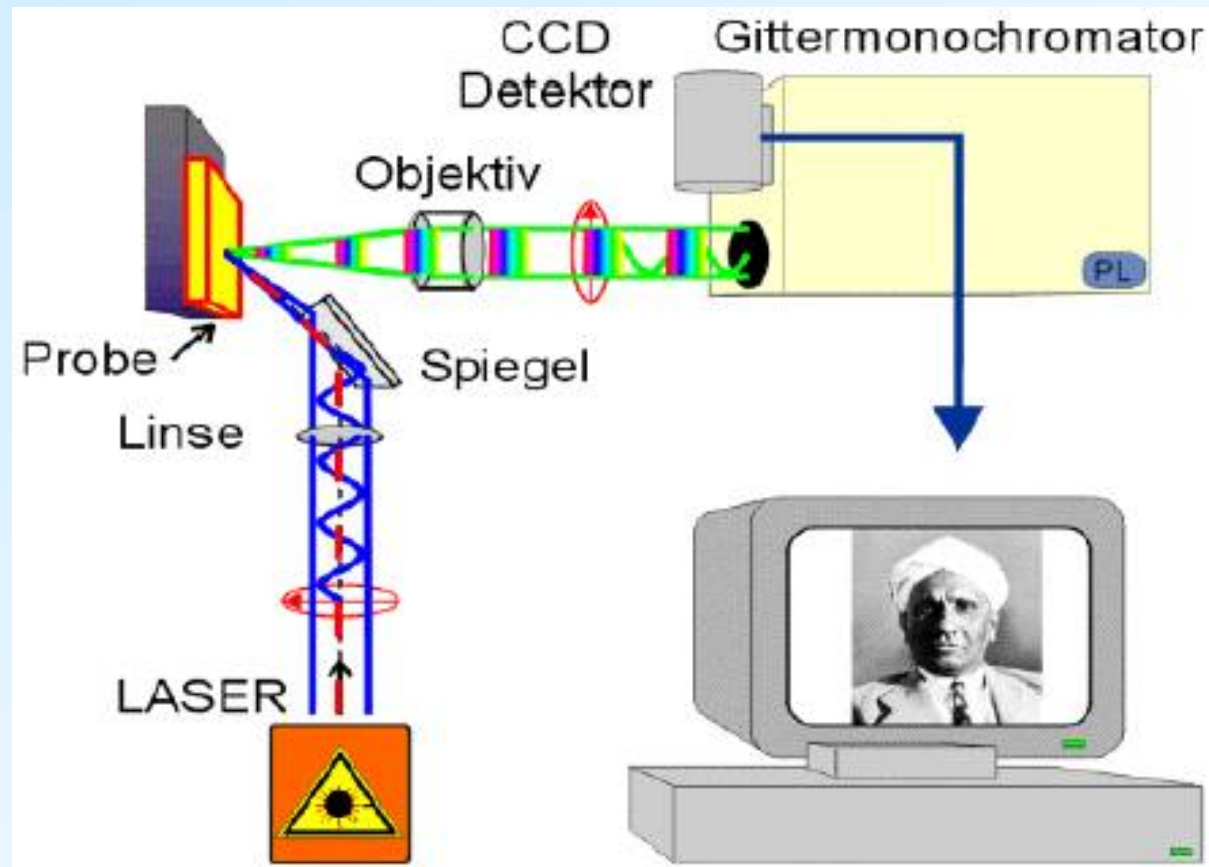 CCD
Detektor
Gittermonochromator
Objektiv
PL
Probe
Spiegel
Linse
LASER